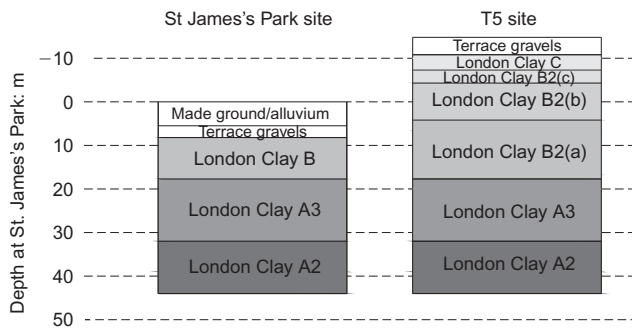 St James's Park site
T5 site
Depth at St. James's Park: m
−10
0
10
20
30
40
50
Made ground/alluvium
Terrace gravels
London Clay B
London Clay A3
London Clay A2
Terrace gravels
London Clay C
London Clay B2(c)
London Clay B2(b)
London Clay B2(a)
London Clay A3
London Clay A2